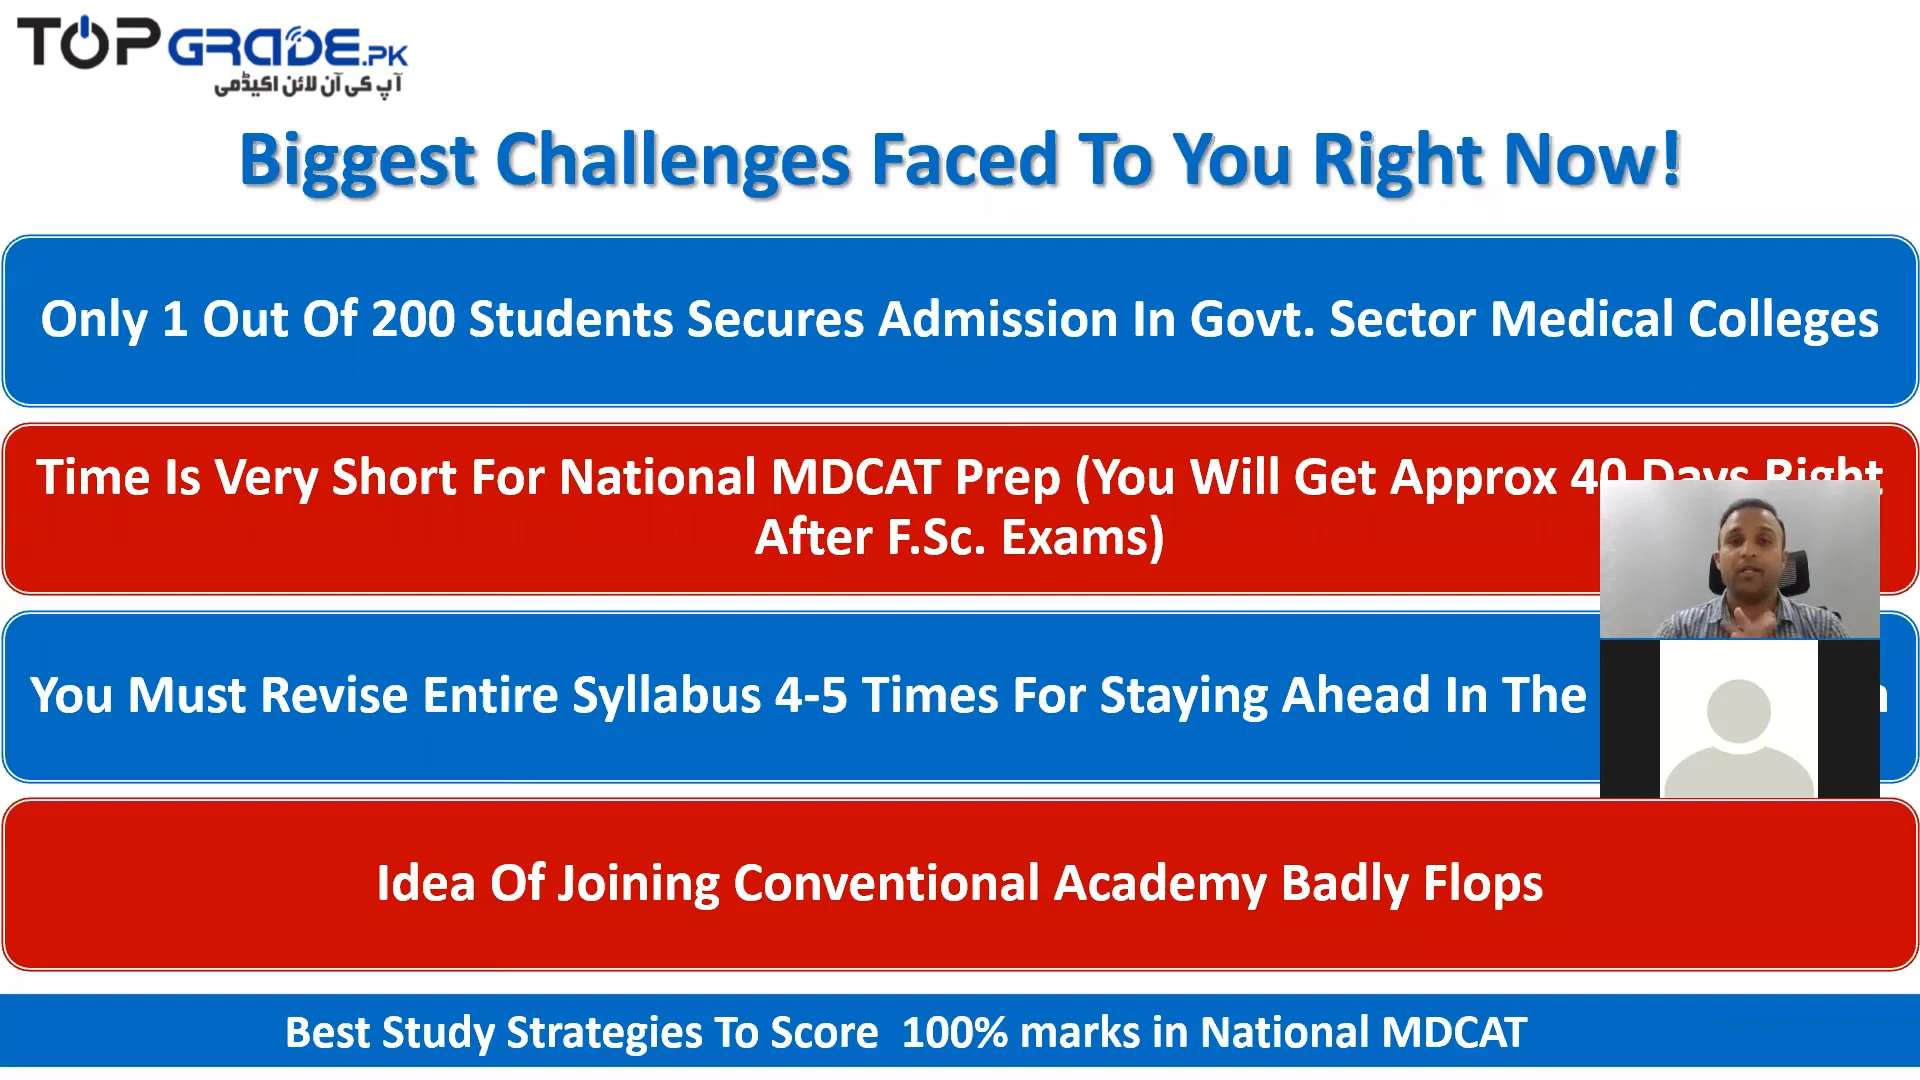 TOPGRADE.PK
آپ کی آن لائن اکیڈمی
Biggest Challenges Faced To You Right Now!
Only 1 Out Of 200 Students Secures Admission In Govt. Sector Medical Colleges
Time Is Very Short For National MDCAT Prep (You Will Get Approx 40 Days Right
After F.Sc. Exams)
You Must Revise Entire Syllabus 4-5 Times For Staying Ahead In The
Idea Of Joining Conventional Academy Badly Flops
Best Study Strategies To Score 100% marks in National MDCAT